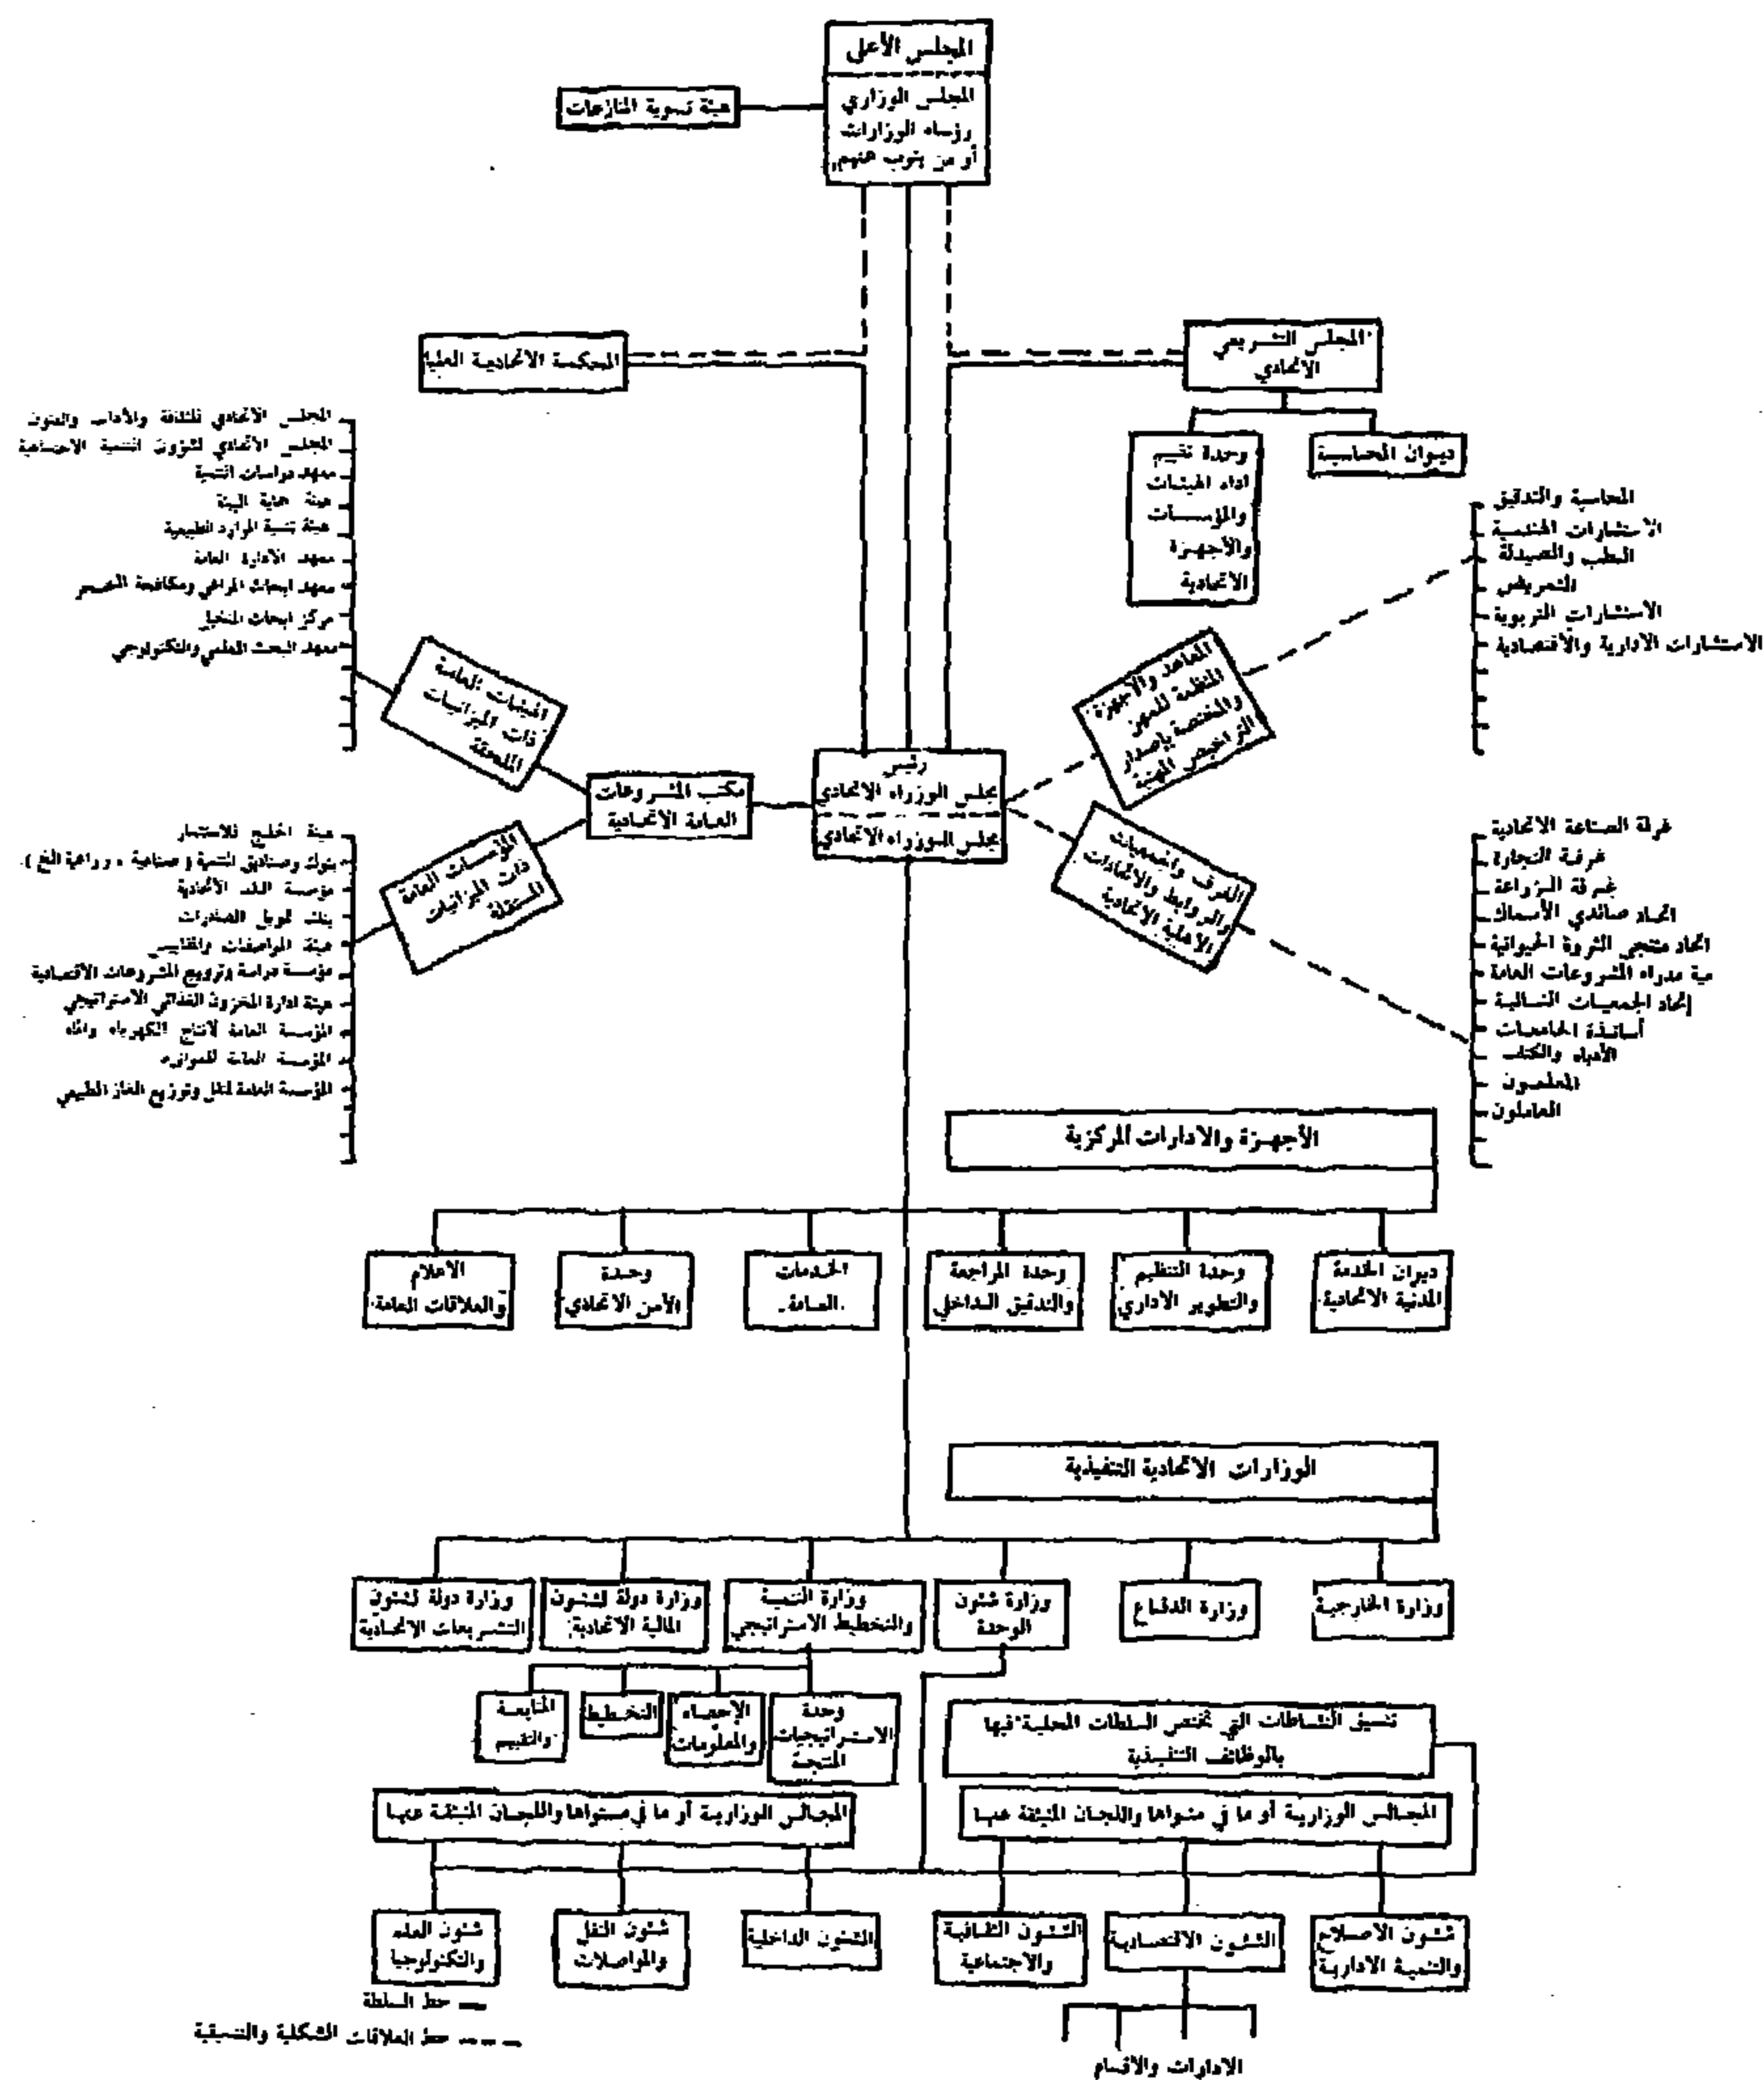 المجلس الأعلى
المجلس الوزاري
رؤساء الوزارات
أو من ينوب عنهم
هيئة تسوية المنازعات
المجلس التشريعي
الاتحادي
المحكمة الاتحادية العليا
ديوان المحاسبة
وحدة تقييم
اداء الهيئات
والمؤسسات
والأجهزة
الاتحادية
المحاسبة والتدقيق
الاستشارات الهندسية
الطب والصيدلة
التمريض
الاستشارات التربوية
الاستشارات الادارية والاقتصادية
المجلس الاتحادي للثقافة والآداب والفنون
المجلس الاتحادي لشؤون التنمية الاجتماعية
معهد دراسات التنمية
هيئة حماية البيئة
هيئة تنمية الموارد الطبيعية
معهد الادارة العامة
معهد ابحاث المراعي ومكافحة التصحر
مركز ابحاث النخيل
معهد البحث العلمي والتكنولوجي
المعاهد والأجهزة
المنظمة للمهن
والمختصة بإصدار
التراخيص المهنية
الهيئات العامة
ذات الميزانيات
الملحقة
رئيس
مجلس الوزراء الاتحادي
مجلس الوزراء الاتحادي
مكتب المشروعات
العامة الاتحادية
الغرف والجمعيات
والروابط والاتحادات
الأهلية الاتحادية
المؤسسات العامة
ذات الميزانيات
المستقلة
غرفة الصناعة الاتحادية
غرفة التجارة
غرفة الزراعة
اتحاد صائدي الأسماك
اتحاد منتجي الثروة الحيوانية
مدراء المشروعات العامة
إتحاد الجمعيات النسائية
أساتذة الجامعات
الأدباء والكتاب
المعلمون
العاملون
هيئة الخليج للاستثمار
بنوك وصناديق التنمية (صناعية ، زراعية الخ).
مؤسسة النقد الاتحادية
بنك تمويل الصادرات
هيئة المواصفات والمقاييس
مؤسسة دراسة وترويج المشروعات الاقتصادية
هيئة ادارة المخزون الغذائي الاستراتيجي
المؤسسة العامة لانتاج الكهرباء والماء
المؤسسة العامة للموانىء
المؤسسة العامة لنقل وتوزيع الغاز الطبيعي
الأجهزة والادارات المركزية
ديوان الخدمة
المدنية الاتحادية
وحدة التنظيم
والتطوير الاداري
وحدة المراجعة
والتدقيق الداخلي
الخدمات
العامة
وحدة
الأمن الاتحادي
الاعلام
والعلاقات العامة
الوزارات الاتحادية التنفيذية
وزارة الخارجية
وزارة الدفاع
وزارة شئون
الوحدة
وزارة التنمية
والتخطيط الاستراتيجي
وزارة دولة لشئون
المالية الاتحادية
وزارة دولة لشئون
التشريعات الاتحادية
وحدة
الاستراتيجيات
المنتجة
الإحصاء
والمعلومات
التخطيط
المتابعة
والتقييم
تنسيق النشاطات التي تختص السلطات المحلية فيها
بالوظائف التنفيذية
المجالس الوزارية أو ما في مستواها واللجان المنبثقة عنها
المجالس الوزارية أو ما في مستواها واللجان المنبثقة عنها
شئون الاصلاح
والتنمية الادارية
الشئون الاقتصادية
الشئون الثقافية
والاجتماعية
الشئون الداخلية
شئون النقل
والمواصلات
شئون العلم
والتكنولوجيا
الادارات والأقسام
خط السلطة
خط العلاقات الشكلية والتنسيقية